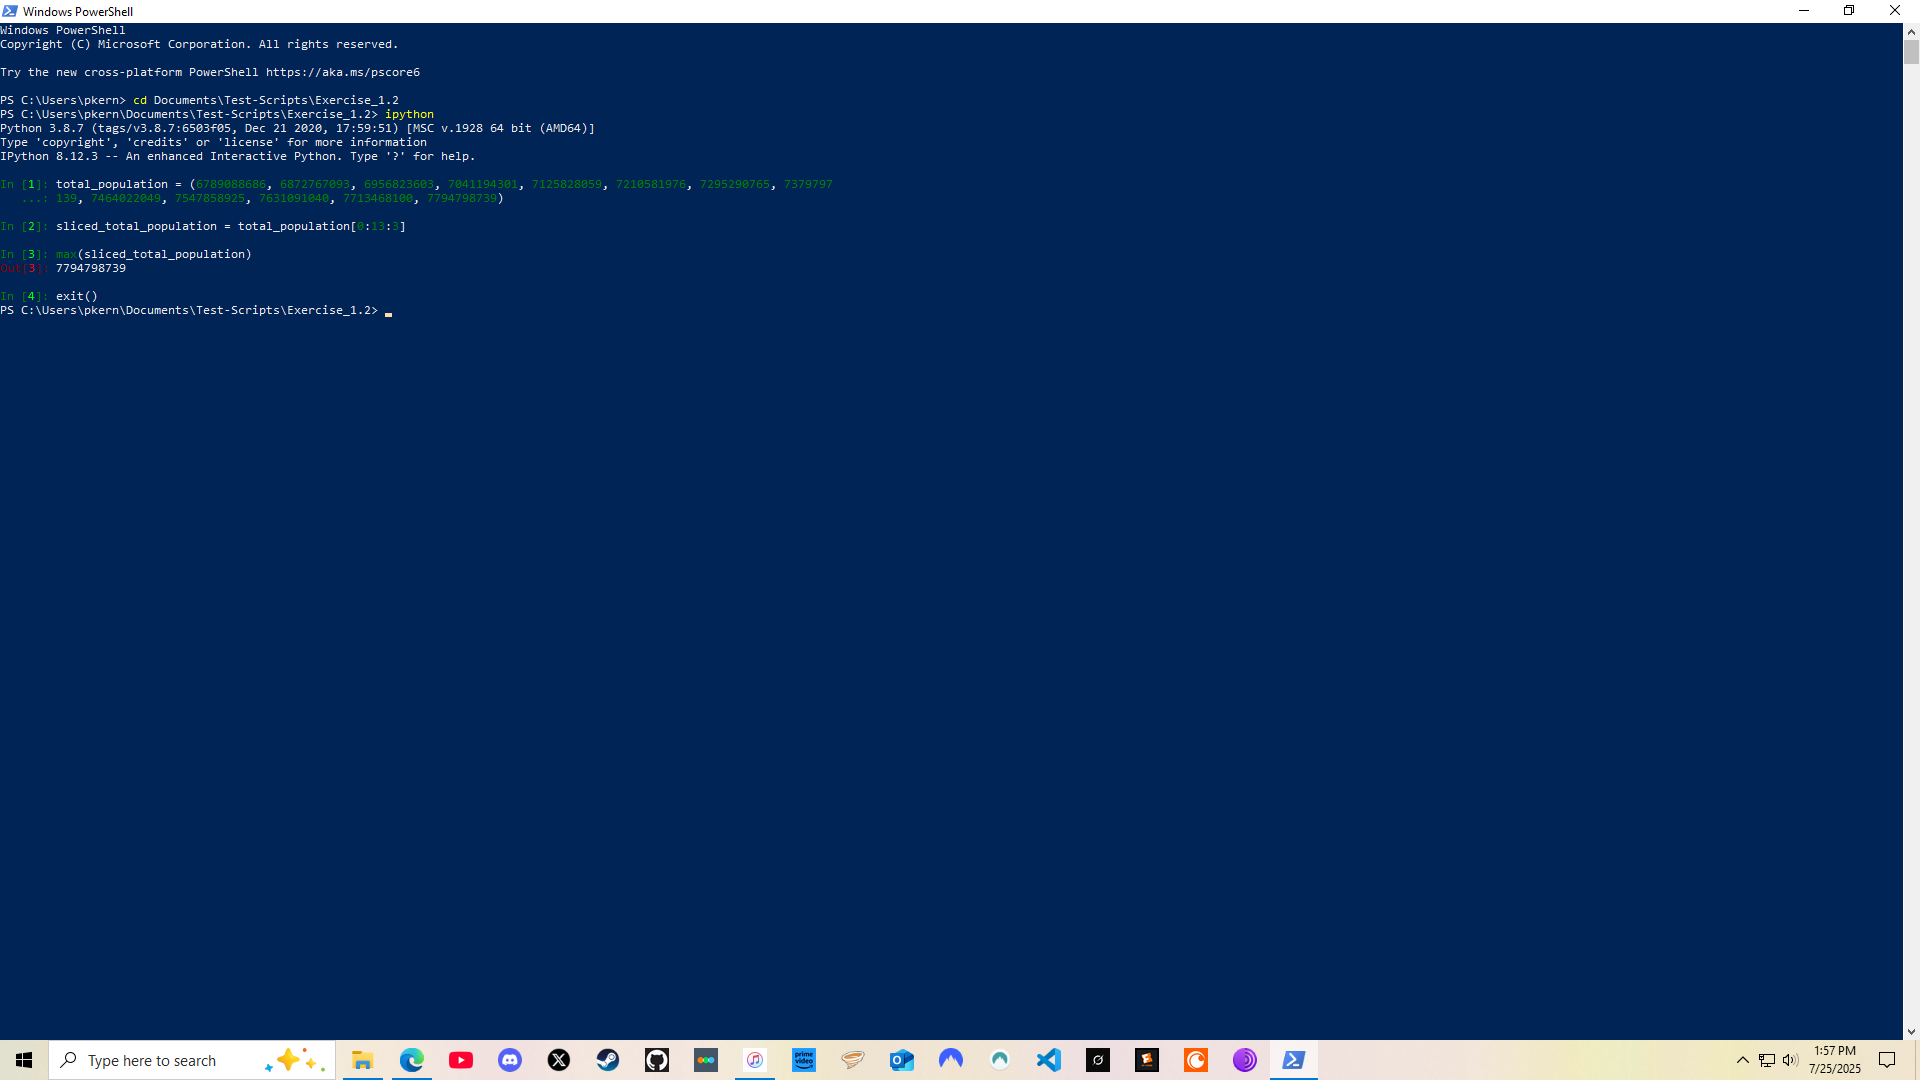 Windows PowerShell
Windows PowerShell
Copyright (C) Microsoft Corporation. All rights reserved.
Try the new cross-platform PowerShell https://aka.ms/pscore6
PS C:\Users\pkern> cd Documents\Test-Scripts\Exercise_1.2
PS C:\Users\pkern\Documents\Test-Scripts\Exercise_1.2> ipython
Python 3.8.7 (tags/v3.8.7:6503f05, Dec 21 2020, 17:59:51) [MSC v.1928 64 bit (AMD64)]
Type 'copyright', 'credits' or 'license' for more information
IPython 8.12.3 -- An enhanced Interactive Python. Type '?' for help.
In [1]: total_population = (6789088686, 6872767093, 6956823603, 7041194301, 7125828059, 7210581976, 7295290765, 7379797
...: 139, 7464022049, 7547858925, 7631091040, 7713468100, 7794798739)
In [2]: sliced_total_population = total_population[0:13:3]
In [3]: max(sliced_total_population)
Out[3]: 7794798739
In [4]: exit()
PS C:\Users\pkern\Documents\Test-Scripts\Exercise_1.2>
Type here to search
prime video
1:57 PM
7/25/2025